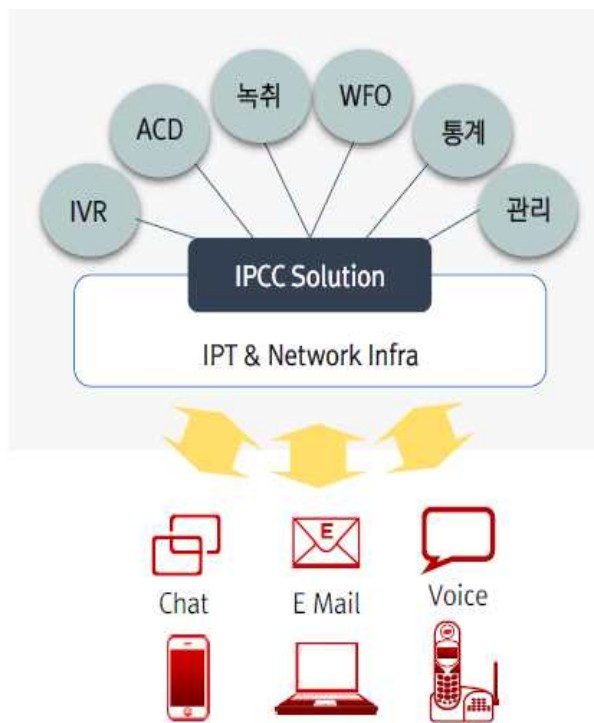 녹취
WFO
ACD
통계
IVR
관리
IPCC Solution
IPT & Network Infra
E
Chat
E Mail
Voice